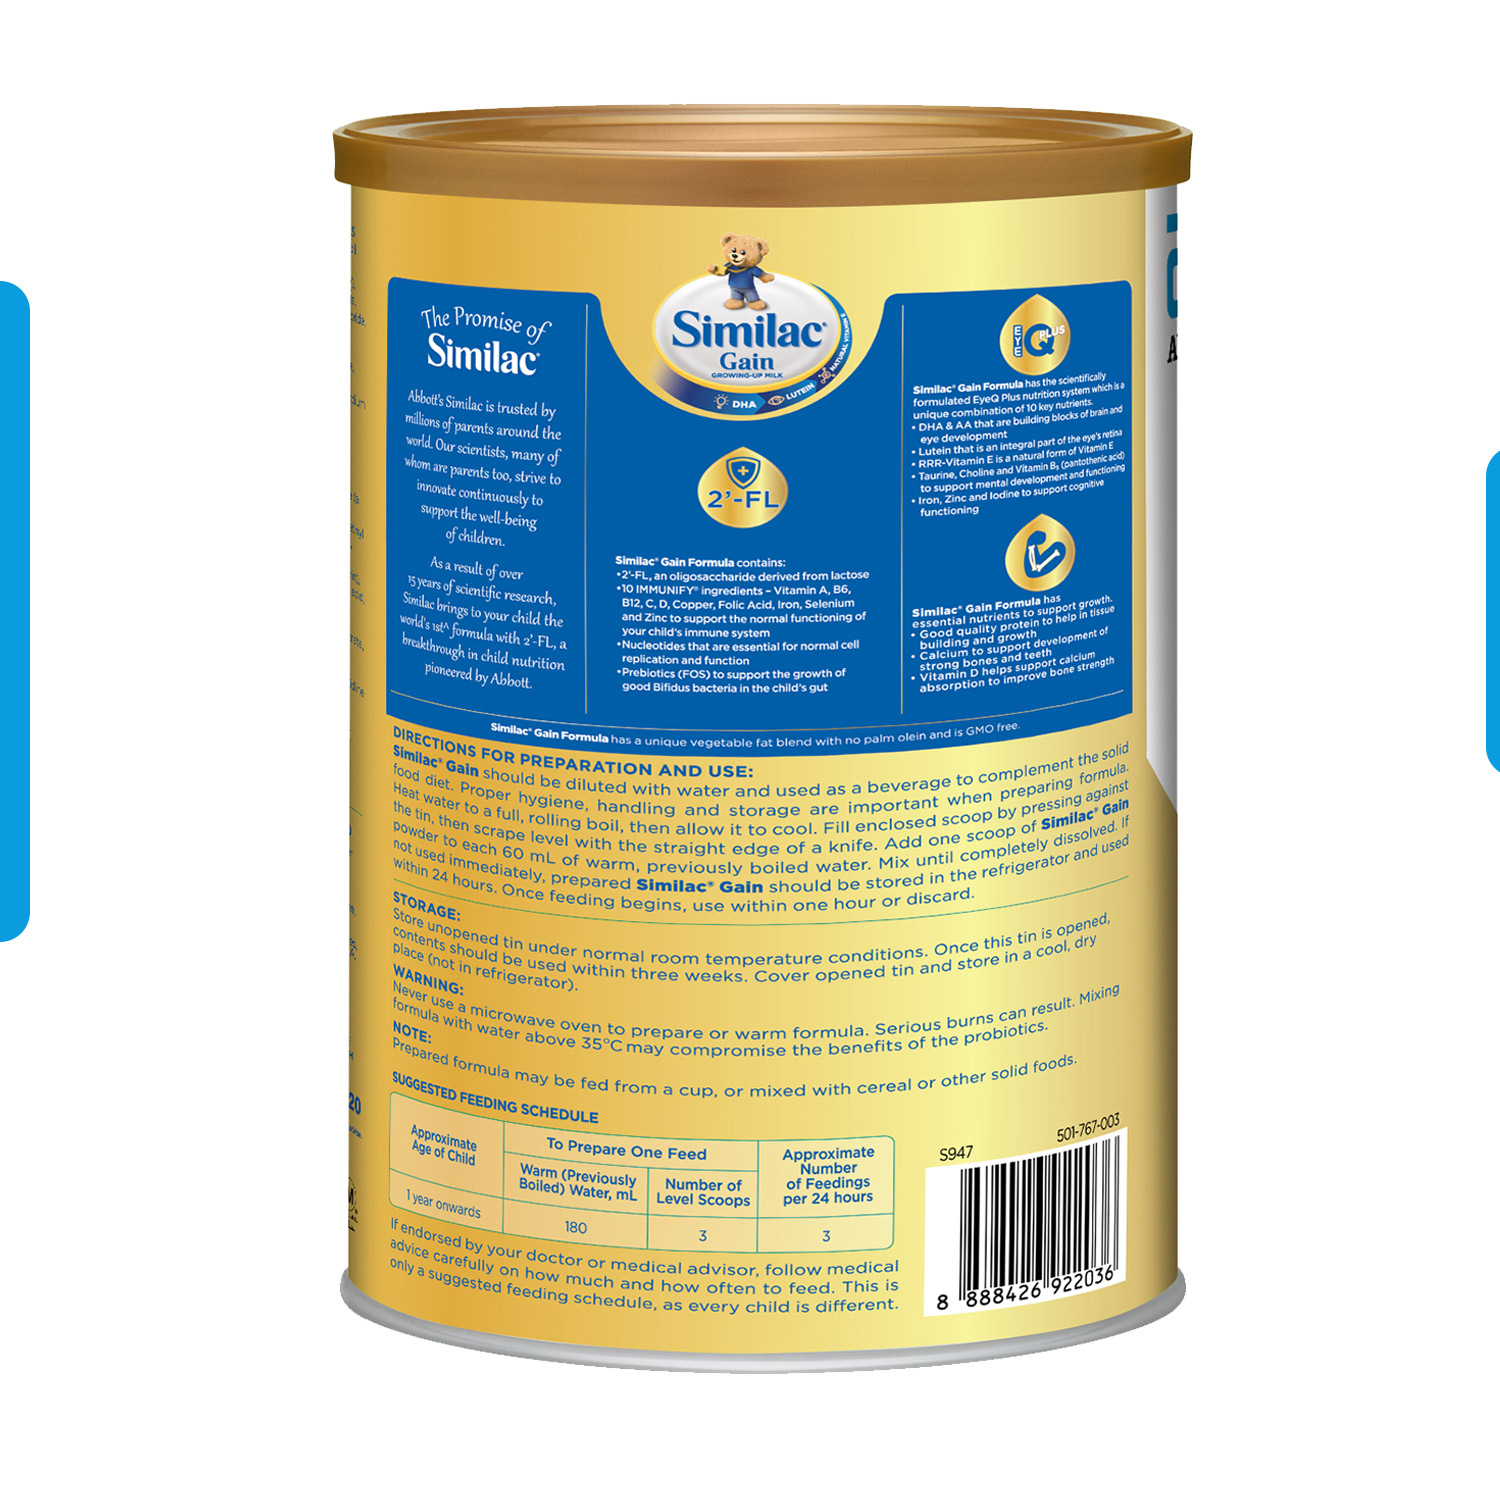 The Promise of
Similac®
Abbott's Similac is trusted by
millions of parents around the
world. Our scientists, many of
whom are parents too, strive to
innovate continuously to
support the well-being
of children.
As a result of over
15 years of scientific research,
Similac brings to your child the
world's 1st^ formula with 2'-FL, a
breakthrough in child nutrition
pioneered by Abbott.
Similac®
Gain
GROWING-UP MILK
DHA
LUTEIN
NATURAL VITAMIN E
2'-FL
Similac® Gain Formula contains:
•2'-FL, an oligosaccharide derived from lactose
•10 IMMUNIFY® ingredients – Vitamin A, B6,
B12, C, D, Copper, Folic Acid, Iron, Selenium
and Zinc to support the normal functioning of
your child's immune system
•Nucleotides that are essential for normal cell
replication and function
•Prebiotics (FOS) to support the growth of
good Bifidus bacteria in the child's gut
EYE Q PLUS
Similac® Gain Formula has the scientifically
formulated EyeQ Plus nutrition system which is a
unique combination of 10 key nutrients.
• DHA & AA that are building blocks of brain and
eye development
• Lutein that is an integral part of the eye's retina
• RRR-Vitamin E is a natural form of Vitamin E
• Taurine, Choline and Vitamin B₅ (pantothenic acid)
to support mental development and functioning
• Iron, Zinc and Iodine to support cognitive
functioning
Similac® Gain Formula has
essential nutrients to support growth.
• Good quality protein to help in tissue
building and growth
• Calcium to support development of
strong bones and teeth
• Vitamin D helps support calcium
absorption to improve bone strength
Similac® Gain Formula has a unique vegetable fat blend with no palm olein and is GMO free.
DIRECTIONS FOR PREPARATION AND USE:
Similac® Gain should be diluted with water and used as a beverage to complement the solid
food diet. Proper hygiene, handling and storage are important when preparing formula.
Heat water to a full, rolling boil, then allow it to cool. Fill enclosed scoop by pressing against
the tin, then scrape level with the straight edge of a knife. Add one scoop of Similac® Gain
powder to each 60 mL of warm, previously boiled water. Mix until completely dissolved. If
not used immediately, prepared Similac® Gain should be stored in the refrigerator and used
within 24 hours. Once feeding begins, use within one hour or discard.
STORAGE:
Store unopened tin under normal room temperature conditions. Once this tin is opened,
contents should be used within three weeks. Cover opened tin and store in a cool, dry
place (not in refrigerator).
WARNING:
Never use a microwave oven to prepare or warm formula. Serious burns can result. Mixing
formula with water above 35°C may compromise the benefits of the probiotics.
NOTE:
Prepared formula may be fed from a cup, or mixed with cereal or other solid foods.
SUGGESTED FEEDING SCHEDULE
Approximate
Age of Child
To Prepare One Feed
Warm (Previously
Boiled) Water, mL
Number of
Level Scoops
Approximate
Number
of Feedings
per 24 hours
1 year onwards
180
3
3
If endorsed by your doctor or medical advisor, follow medical
advice carefully on how much and how often to feed. This is
only a suggested feeding schedule, as every child is different.
S947
501-767-003
8 888426 922036
20